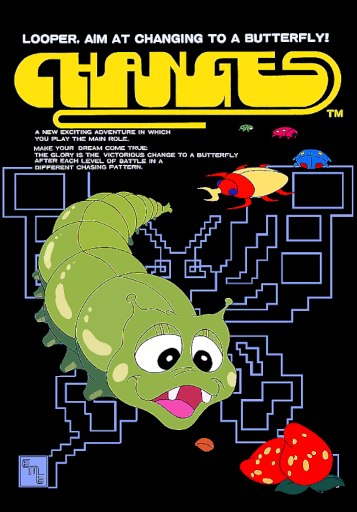 LOOPER, AIM AT CHANGING TO A BUTTERFLY!
CHANGES
TM
A NEW EXCITING ADVENTURE IN WHICH
YOU PLAY THE MAIN ROLE.
MAKE YOUR DREAM COME TRUE:
THE GLORY IS THE VICTORIOUS CHANGE TO A BUTTERFLY
AFTER EACH LEVEL OF BATTLE IN A
DIFFERENT CHASING PATTERN.